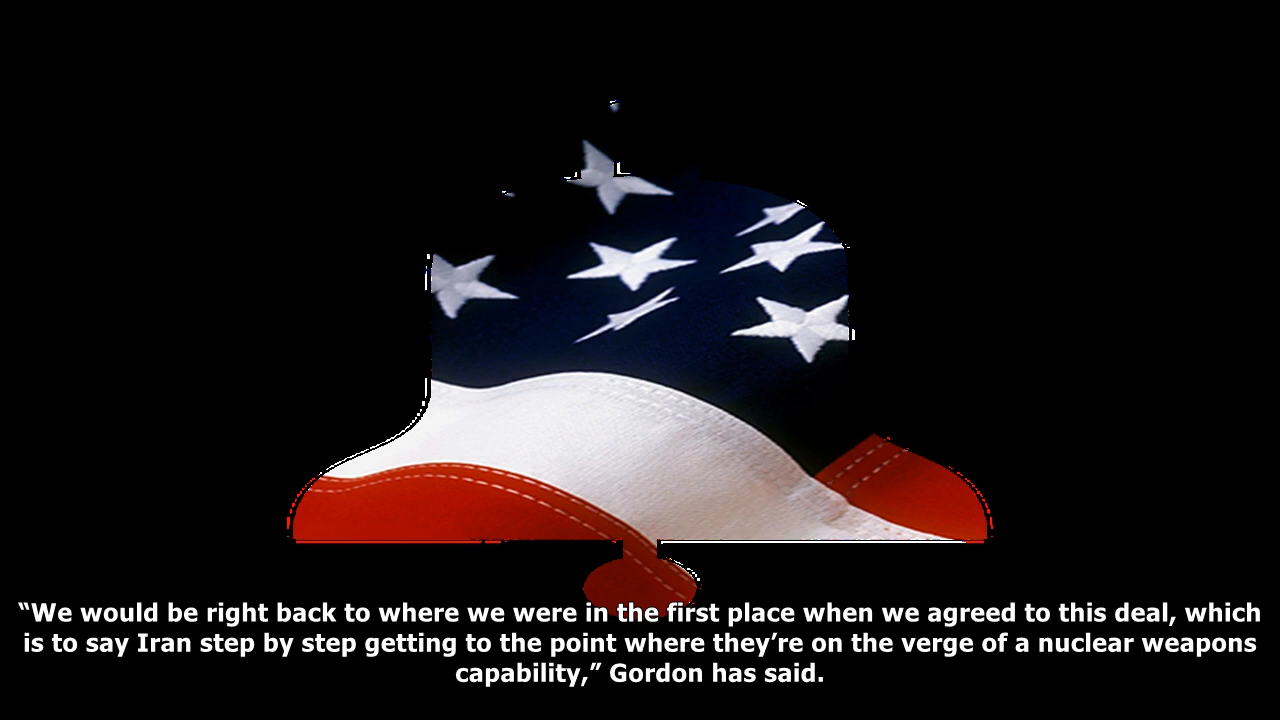 “We would be right back to where we were in the first place when we agreed to this deal, which
is to say Iran step by step getting to the point where they’re on the verge of a nuclear weapons
capability,” Gordon has said.